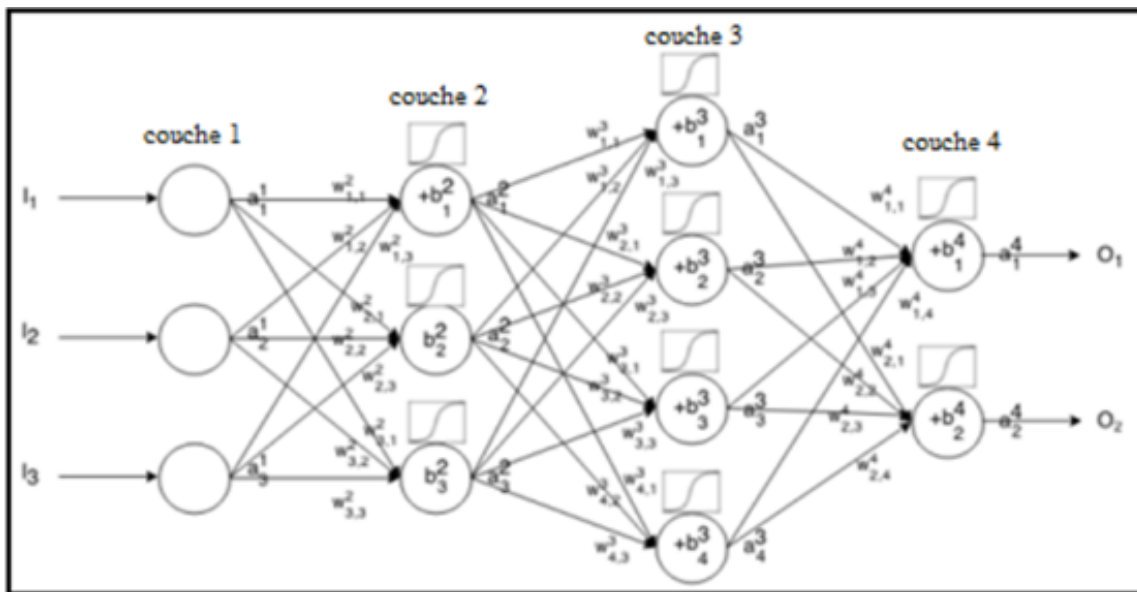 couche 1
couche 2
couche 3
couche 4
I₁
I₂
I₃
a¹₁
a¹₂
a¹₃
w²₁,₁
w²₁,₂
w²₁,₃
w²₂,₁
w²₂,₂
w²₂,₃
w²₃,₁
w²₃,₂
w²₃,₃
+b²₁
b²₂
b²₃
a²₁
a²₂
a²₃
w³₁,₁
w³₁,₂
w³₁,₃
w³₂,₁
w³₂,₂
w³₂,₃
w³₃,₁
w³₃,₂
w³₃,₃
w³₄,₁
w³₄,₂
w³₄,₃
+b³₁
+b³₂
+b³₃
+b³₄
a³₁
a³₂
a³₃
a³₄
w⁴₁,₁
w⁴₁,₂
w⁴₁,₃
w⁴₁,₄
w⁴₂,₁
w⁴₂,₂
w⁴₂,₃
w⁴₂,₄
+b⁴₁
+b⁴₂
a⁴₁
a⁴₂
O₁
O₂